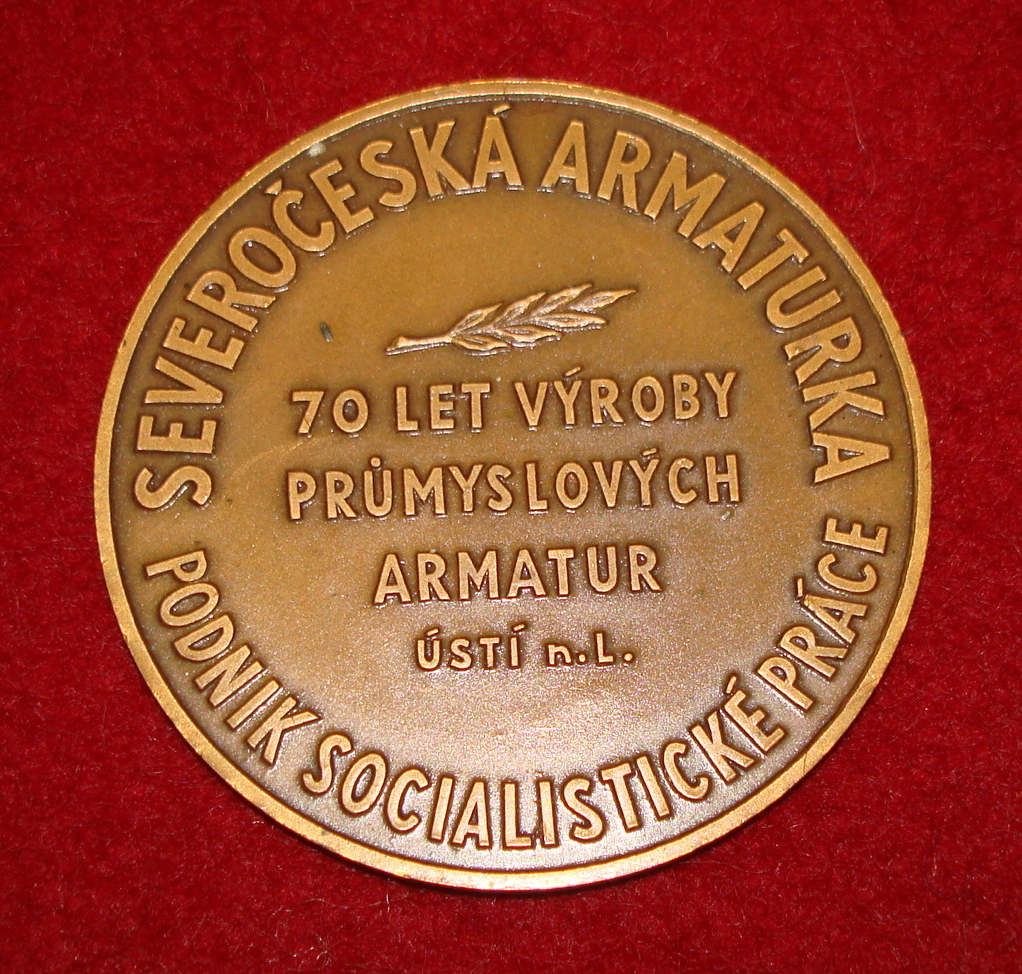 SEVEROČESKÁ ARMATURKA
70 LET VÝROBY
PRŮMYSLOVÝCH
ARMATUR
ÚSTÍ n.L.
PODNIK SOCIALISTICKÉ PRÁCE